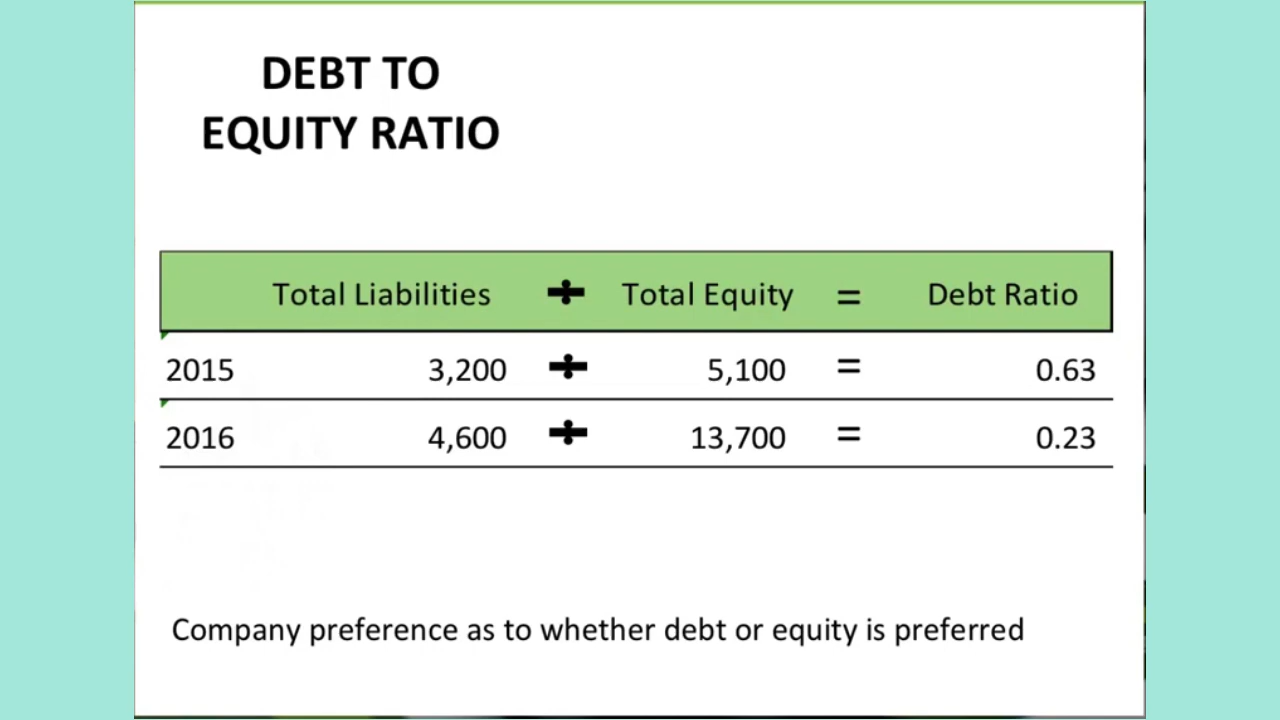 DEBT TO
EQUITY RATIO
Total Liabilities ÷ Total Equity = Debt Ratio
2015 3,200 ÷ 5,100 = 0.63
2016 4,600 ÷ 13,700 = 0.23
Company preference as to whether debt or equity is preferred